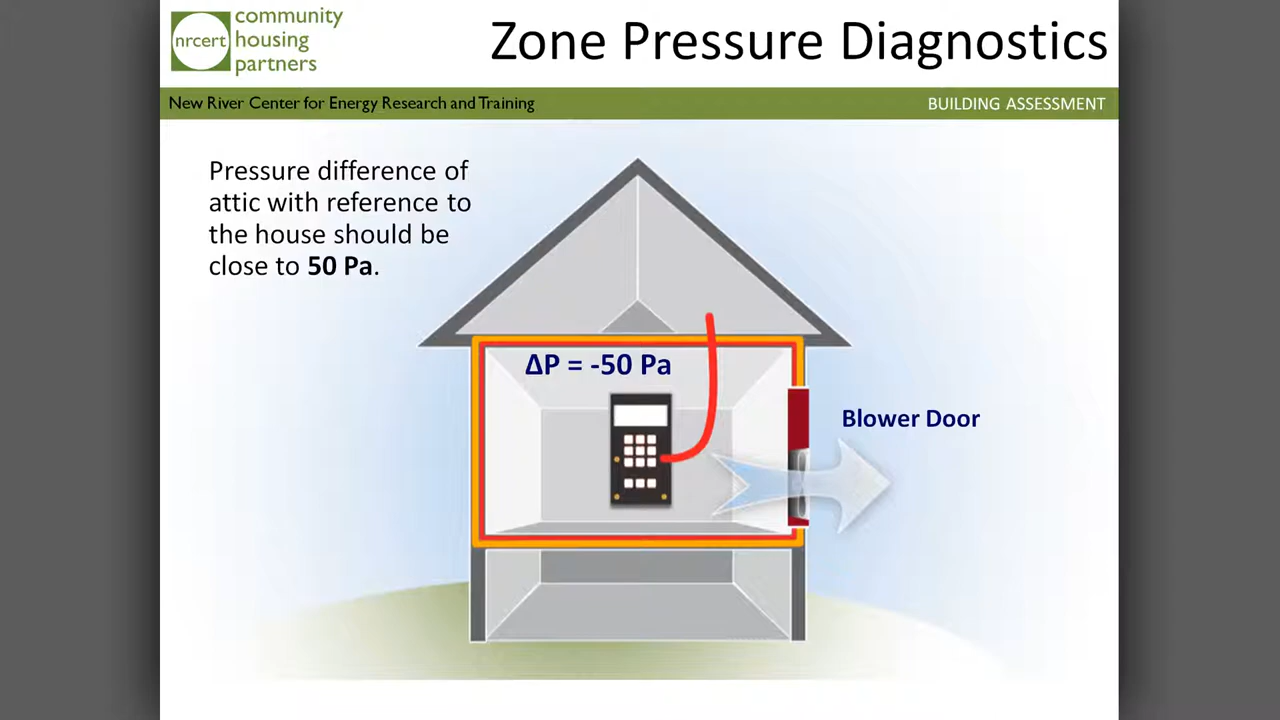 nrcert
community
housing
partners
Zone Pressure Diagnostics
New River Center for Energy Research and Training
BUILDING ASSESSMENT
Pressure difference of
attic with reference to
the house should be
close to 50 Pa.
ΔP = -50 Pa
Blower Door